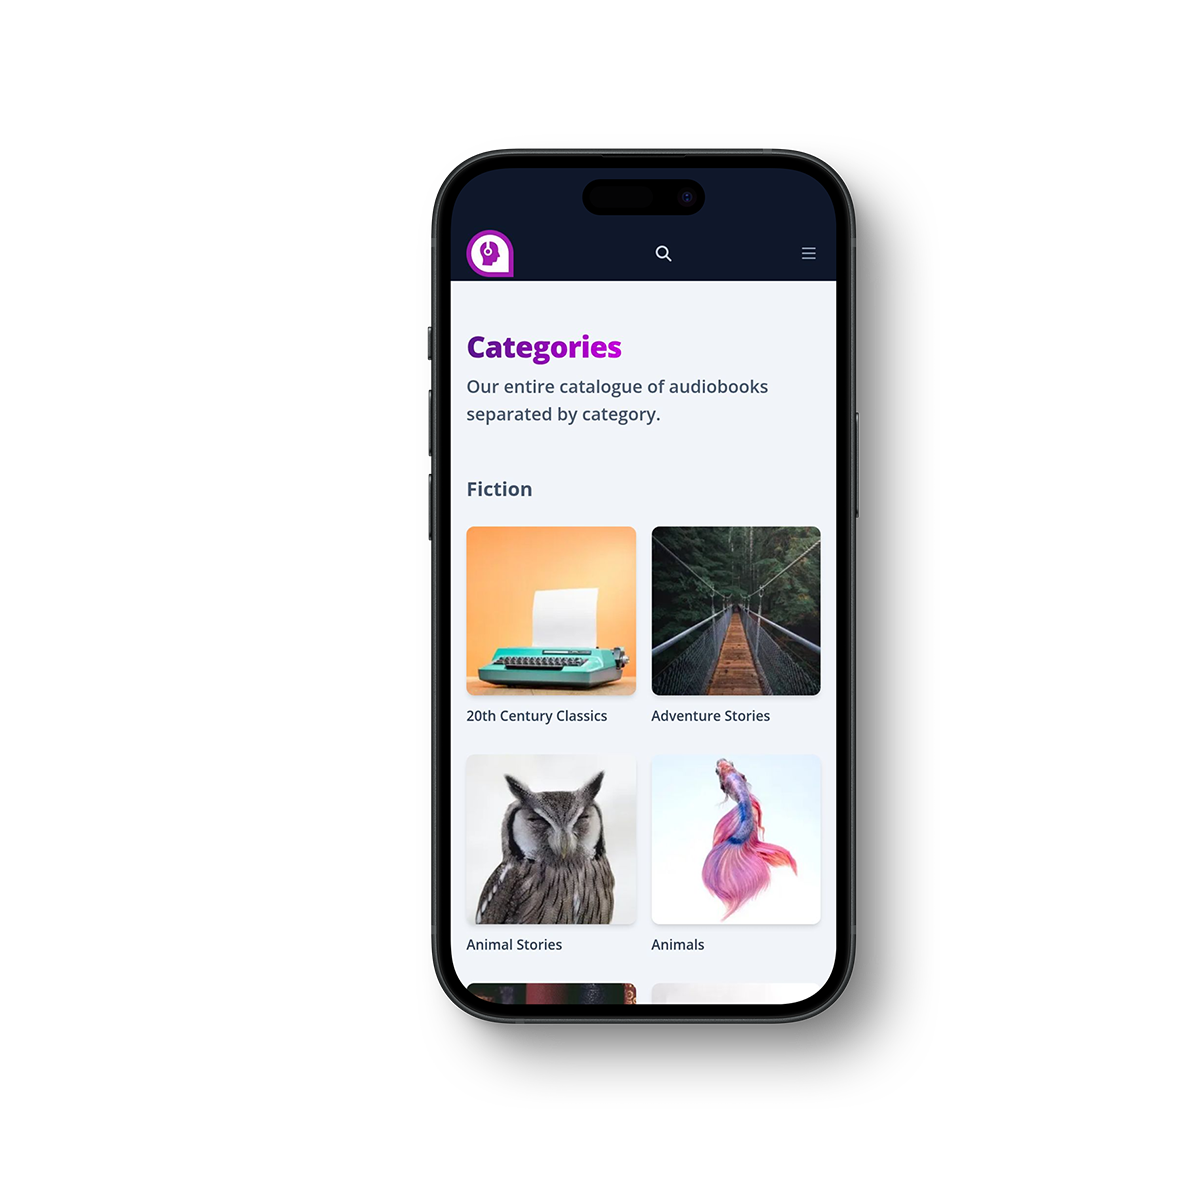 Categories
Our entire catalogue of audiobooks
separated by category.
Fiction
20th Century Classics
Adventure Stories
Animal Stories
Animals